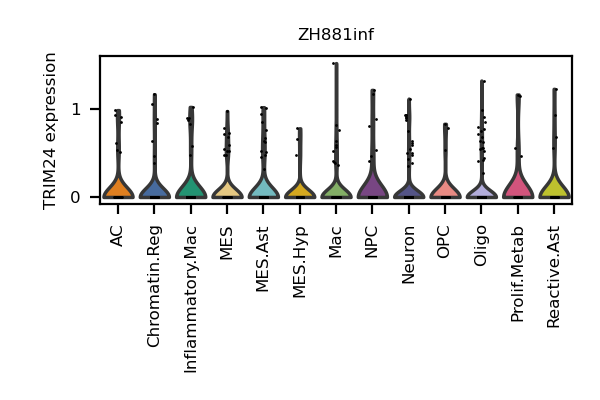 ZH881inf
TRIM24 expression
1
0
AC
Chromatin.Reg
Inflammatory.Mac
MES
MES.Ast
MES.Hyp
Mac
NPC
Neuron
OPC
Oligo
Prolif.Metab
Reactive.Ast